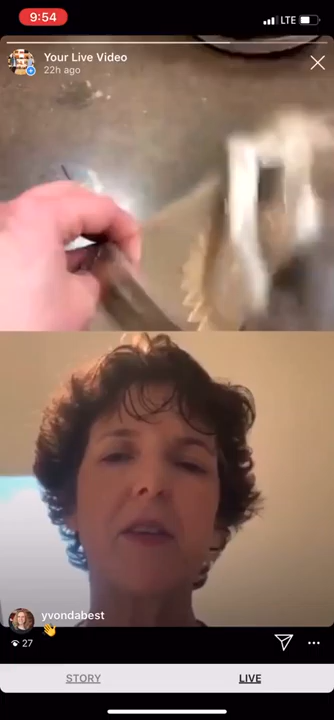 9:54
LTE
Your Live Video
22h ago
yvondabest
👋
27
STORY
LIVE